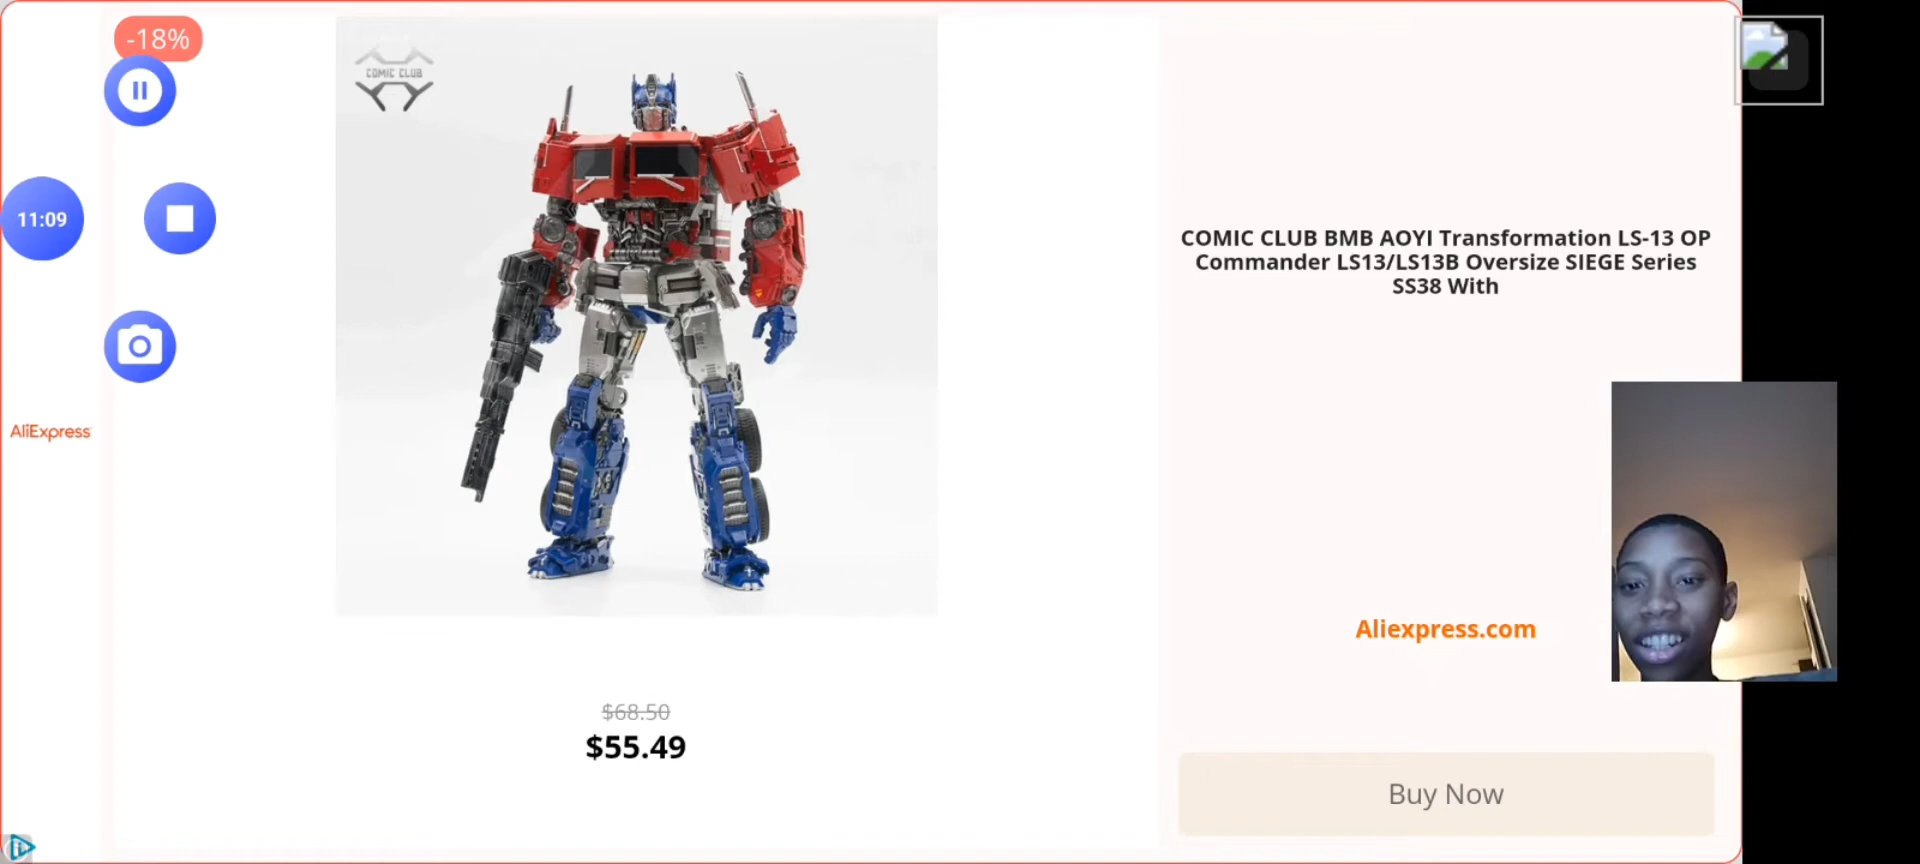 -18%
COMIC CLUB
11:09
AliExpress
COMIC CLUB BMB AOYI Transformation LS-13 OP
Commander LS13/LS13B Oversize SIEGE Series
SS38 With
Aliexpress.com
$68.50
$55.49
Buy Now